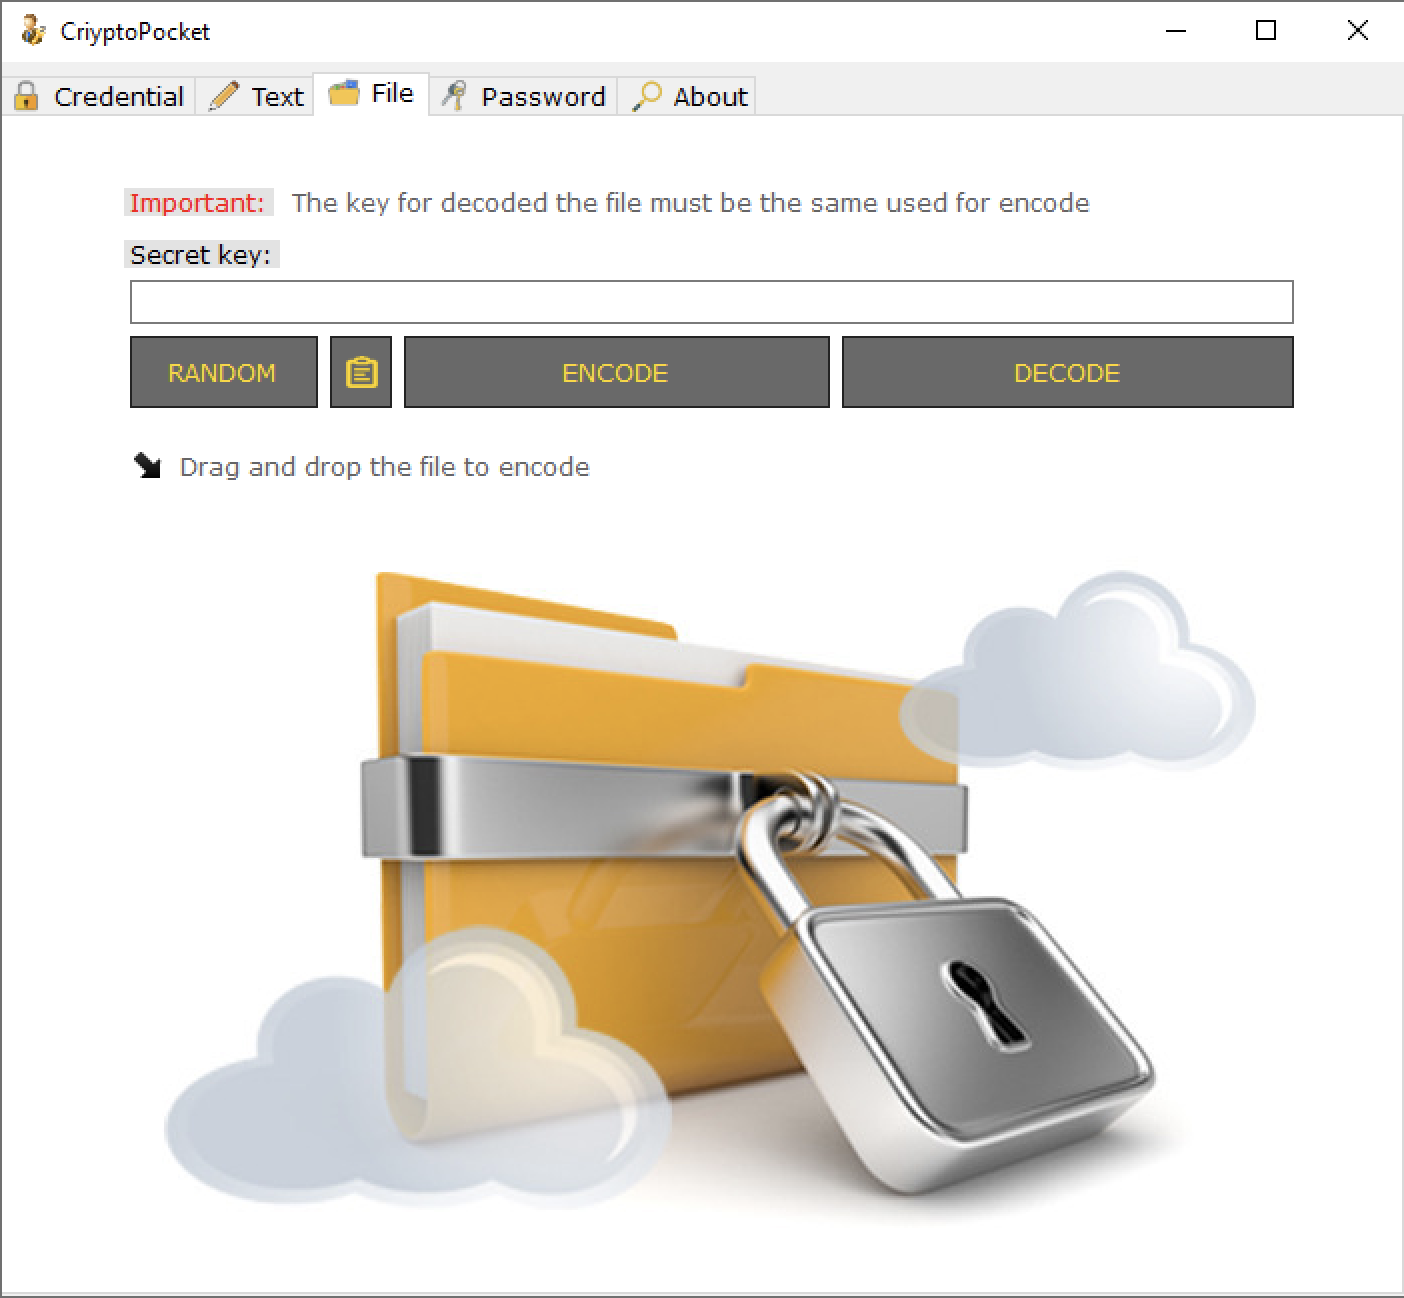 CriyptoPocket
Credential Text File Password About
Important: The key for decoded the file must be the same used for encode
Secret key:
RANDOM ENCODE DECODE
Drag and drop the file to encode